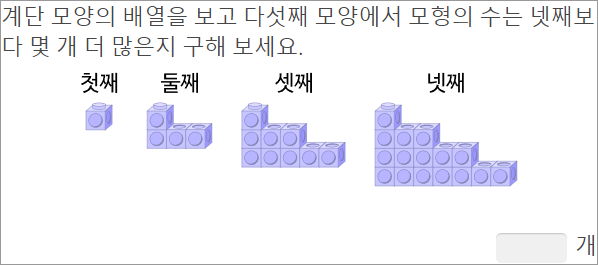 계단 모양의 배열을 보고 다섯째 모양에서 모형의 수는 넷째보
다 몇 개 더 많은지 구해 보세요.
첫째 둘째 셋째 넷째
개